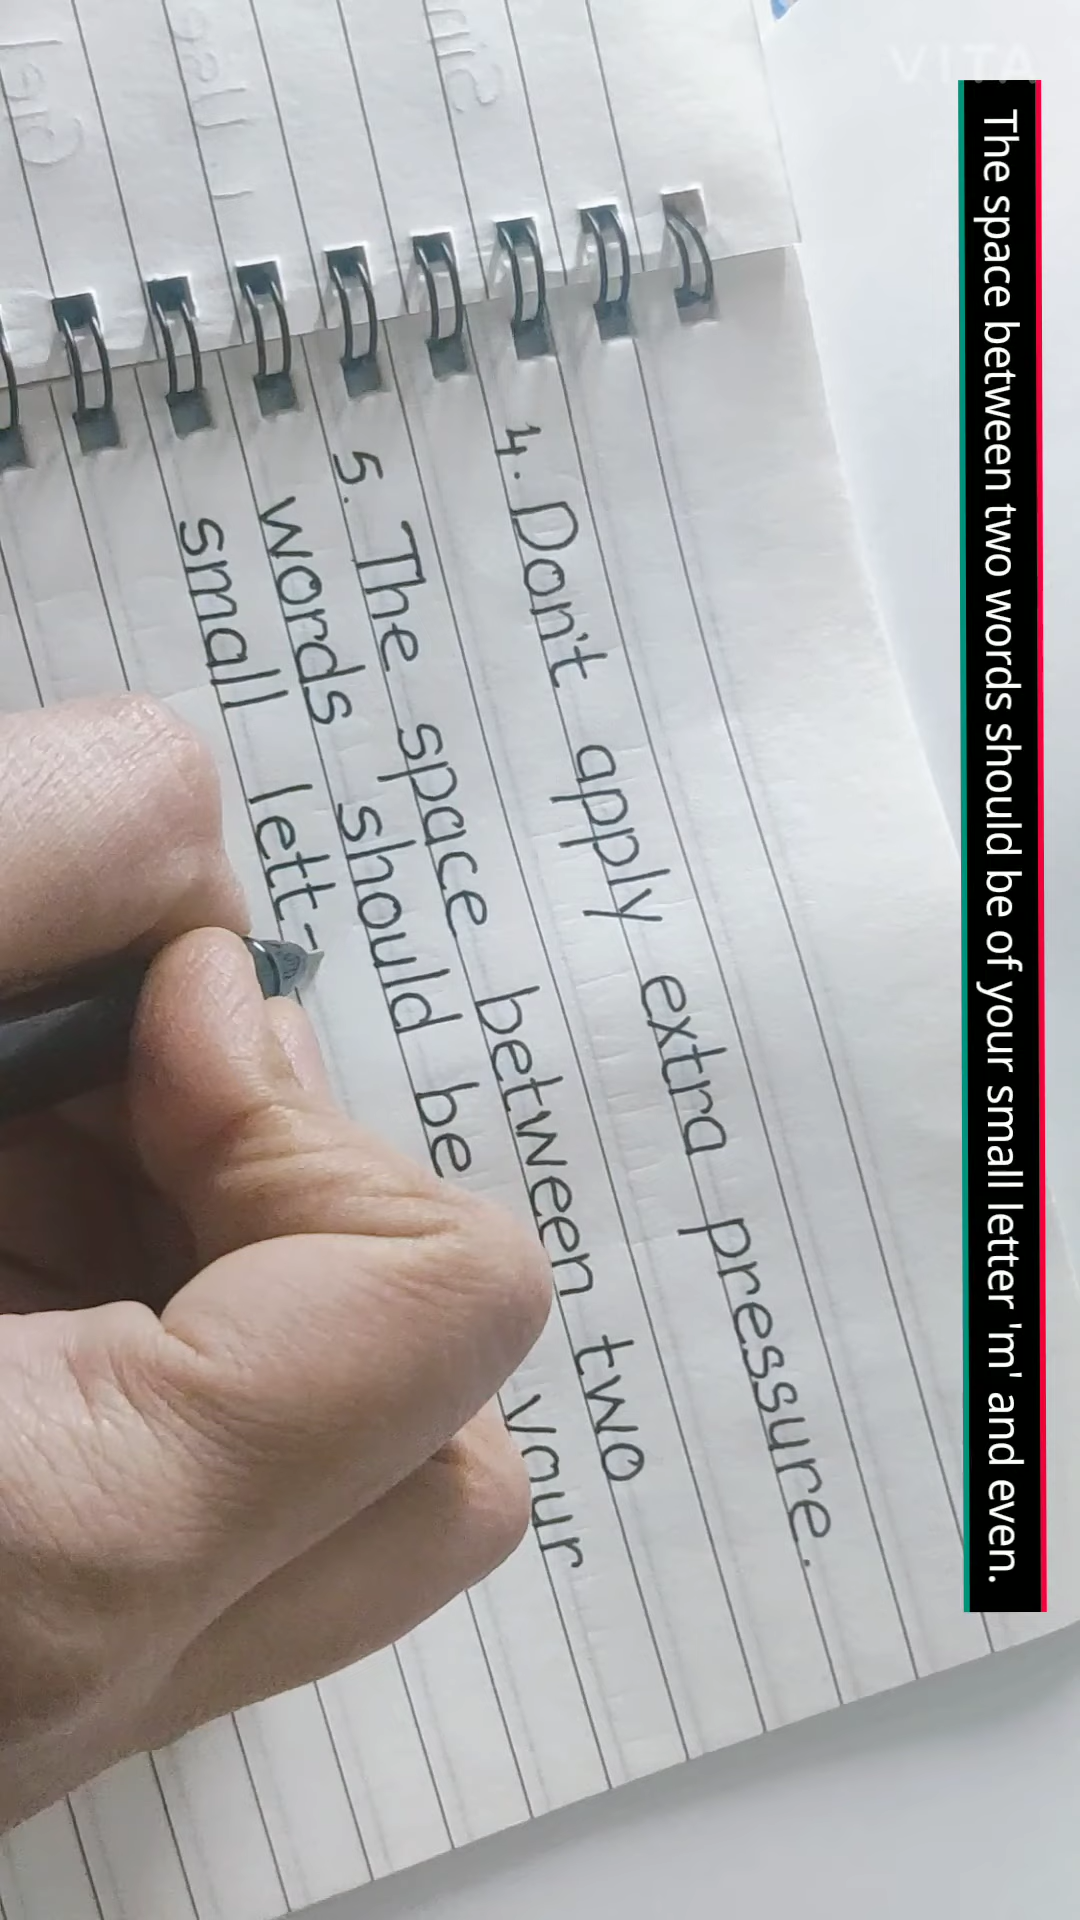 VITA
The space between two words should be of your small letter 'm' and even.
4. Don't apply extra pressure.
5. The space between two
words should be your
small lett-